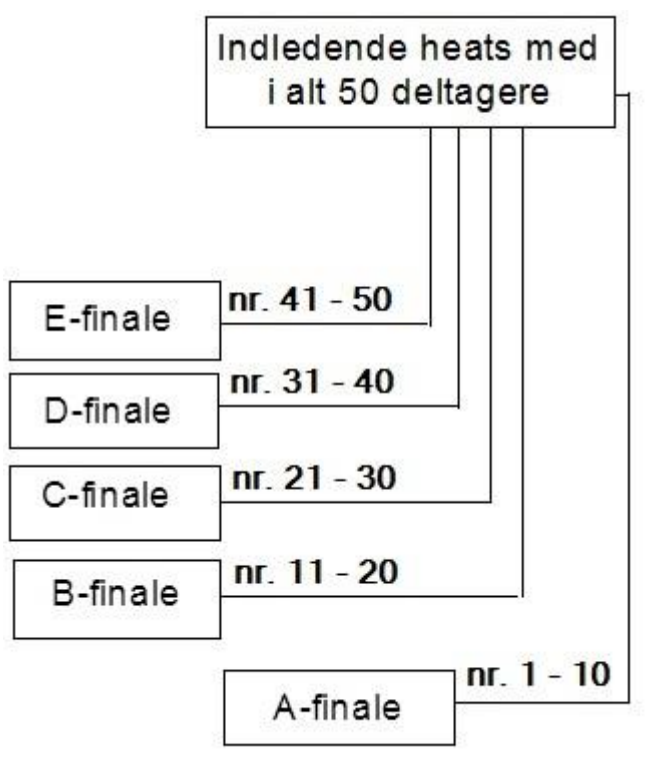 Indledende heats med
i alt 50 deltagere
nr. 41 - 50
E-finale
nr. 31 - 40
D-finale
nr. 21 - 30
C-finale
nr. 11 - 20
B-finale
nr. 1 - 10
A-finale